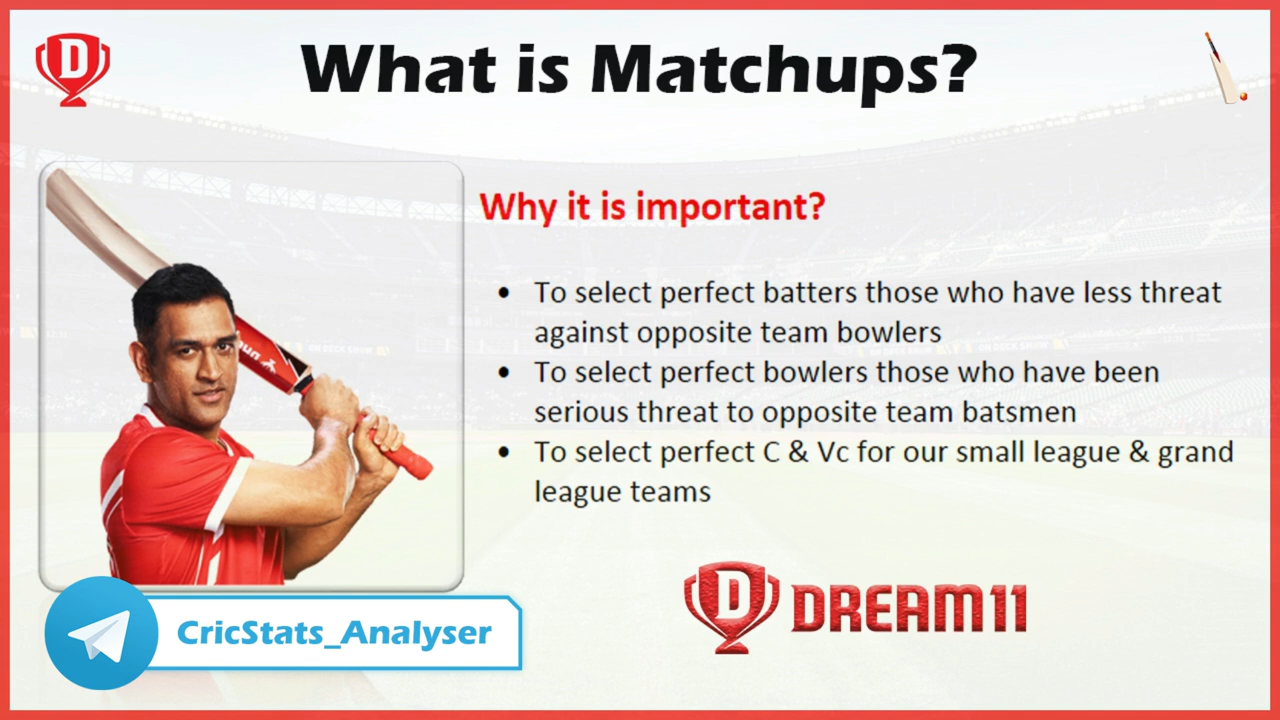 D
What is Matchups?
Why it is important?
• To select perfect batters those who have less threat
against opposite team bowlers
• To select perfect bowlers those who have been
serious threat to opposite team batsmen
• To select perfect C & Vc for our small league & grand
league teams
CricStats_Analyser
D DREAM11